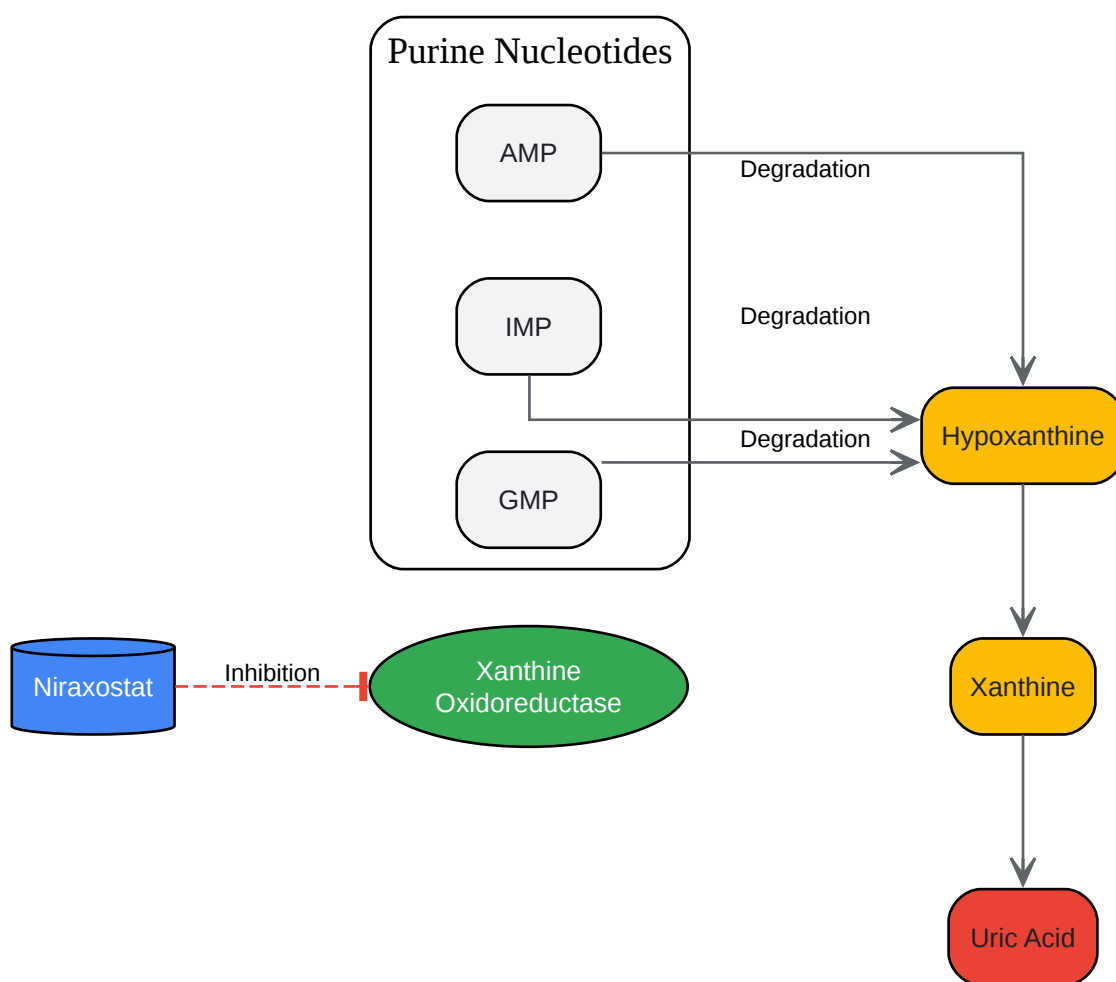 Purine Nucleotides
AMP
Degradation
IMP
Degradation
Hypoxanthine
Degradation
GMP
Niraxostat
Inhibition
Xanthine
Oxidoreductase
Xanthine
Uric Acid